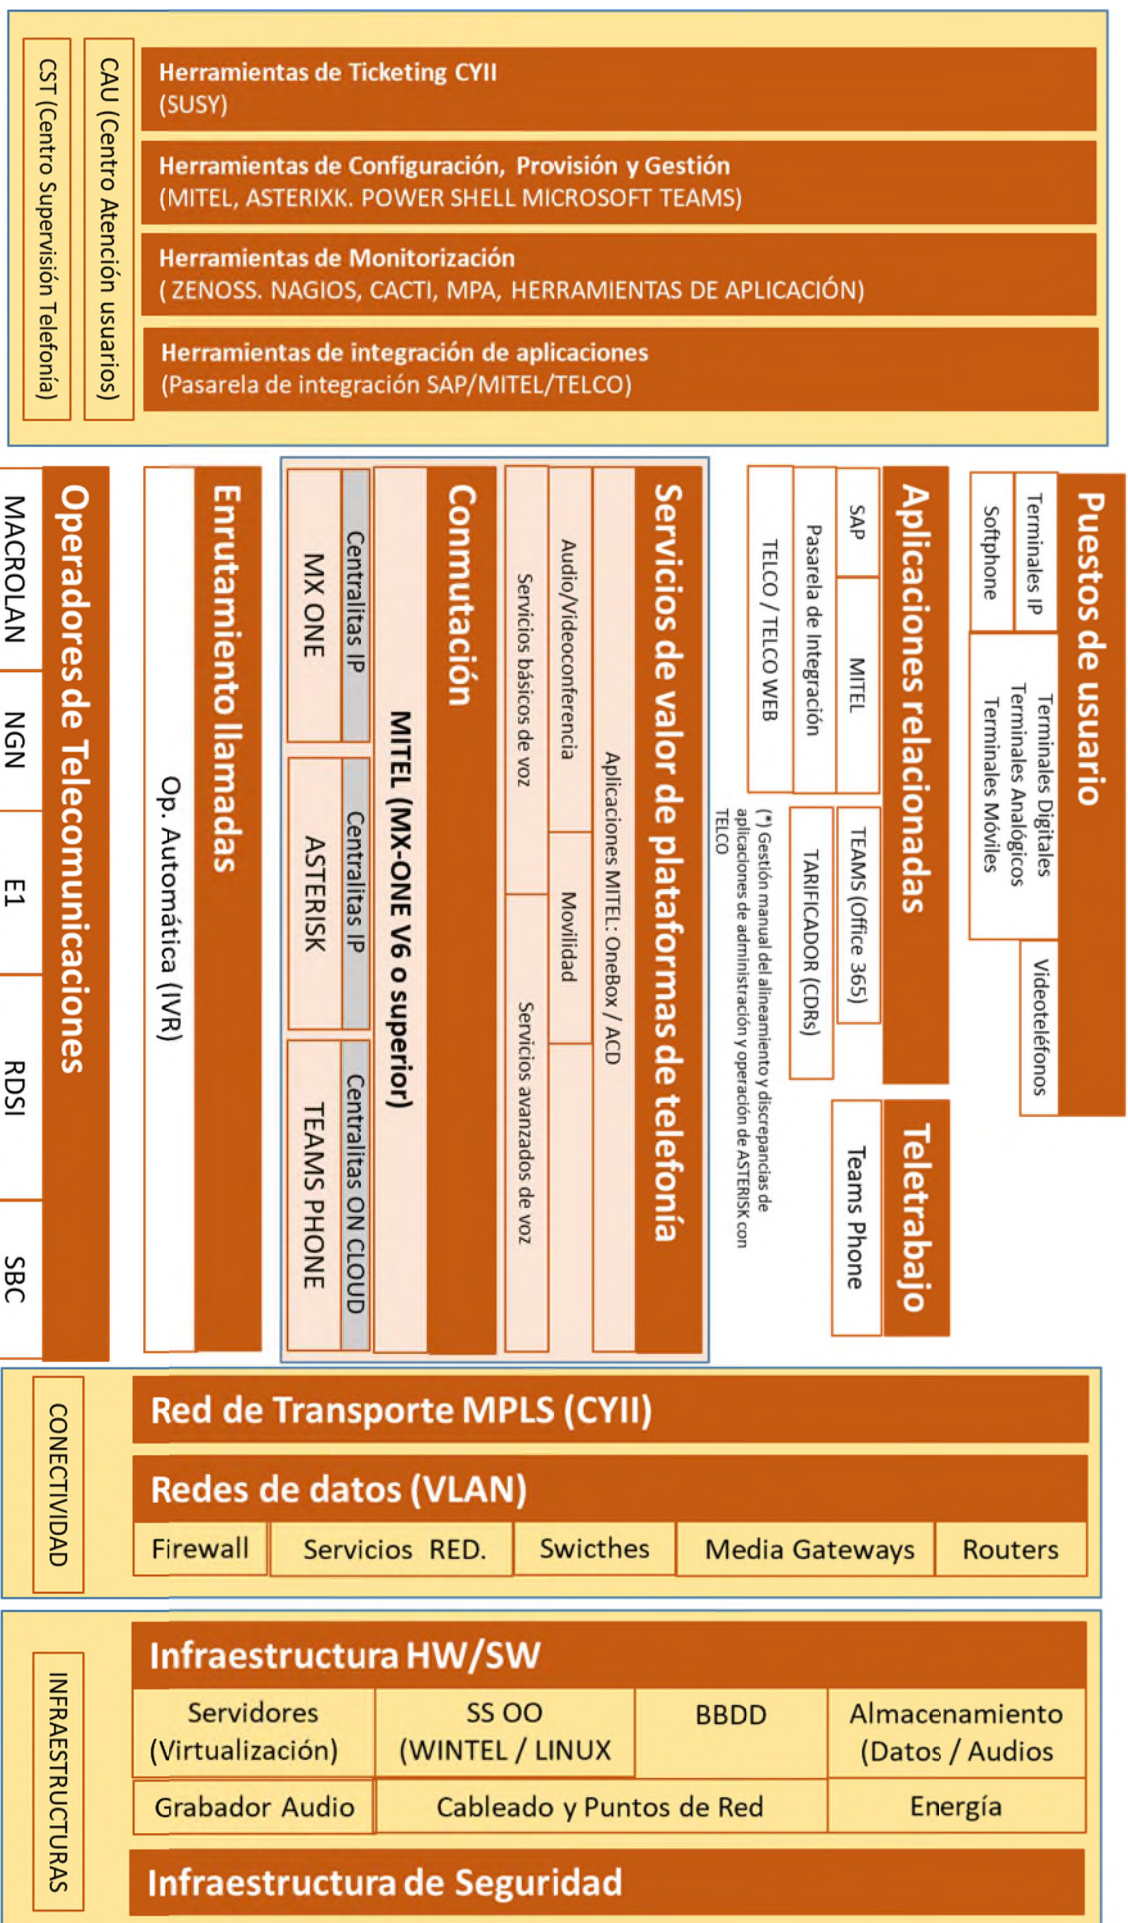 CST (Centro Supervisión Telefonía)
CAU (Centro Atención usuarios)
Herramientas de Ticketing CYII
(SUSY)
Herramientas de Configuración, Provisión y Gestión
(MITEL, ASTERIXK. POWER SHELL MICROSOFT TEAMS)
Herramientas de Monitorización
( ZENOSS. NAGIOS, CACTI, MPA, HERRAMIENTAS DE APLICACIÓN)
Herramientas de integración de aplicaciones
(Pasarela de integración SAP/MITEL/TELCO)
Puestos de usuario
Terminales IP
Softphone
Terminales Digitales
Terminales Analógicos
Terminales Móviles
Videoteléfonos
Aplicaciones relacionadas
SAP
MITEL
TEAMS (Office 365)
Pasarela de Integración
TARIFICADOR (CDRs)
TELCO / TELCO WEB
(*) Gestión manual del alineamiento y discrepancias de
aplicaciones de administración y operación de ASTERISK con
TELCO
Teletrabajo
Teams Phone
Servicios de valor de plataformas de telefonía
Aplicaciones MITEL: OneBox / ACD
Audio/Videoconferencia
Movilidad
Servicios básicos de voz
Servicios avanzados de voz
Conmutación
MITEL (MX-ONE V6 o superior)
Centralitas IP
MX ONE
Centralitas IP
ASTERISK
Centralitas ON CLOUD
TEAMS PHONE
Enrutamiento llamadas
Op. Automática (IVR)
Operadores de Telecomunicaciones
MACROLAN
NGN
E1
RDSI
SBC
CONECTIVIDAD
Red de Transporte MPLS (CYII)
Redes de datos (VLAN)
Firewall
Servicios RED.
Swicthes
Media Gateways
Routers
INFRAESTRUCTURAS
Infraestructura HW/SW
Servidores
(Virtualización)
SS OO
(WINTEL / LINUX
BBDD
Almacenamiento
(Datos / Audios
Grabador Audio
Cableado y Puntos de Red
Energía
Infraestructura de Seguridad